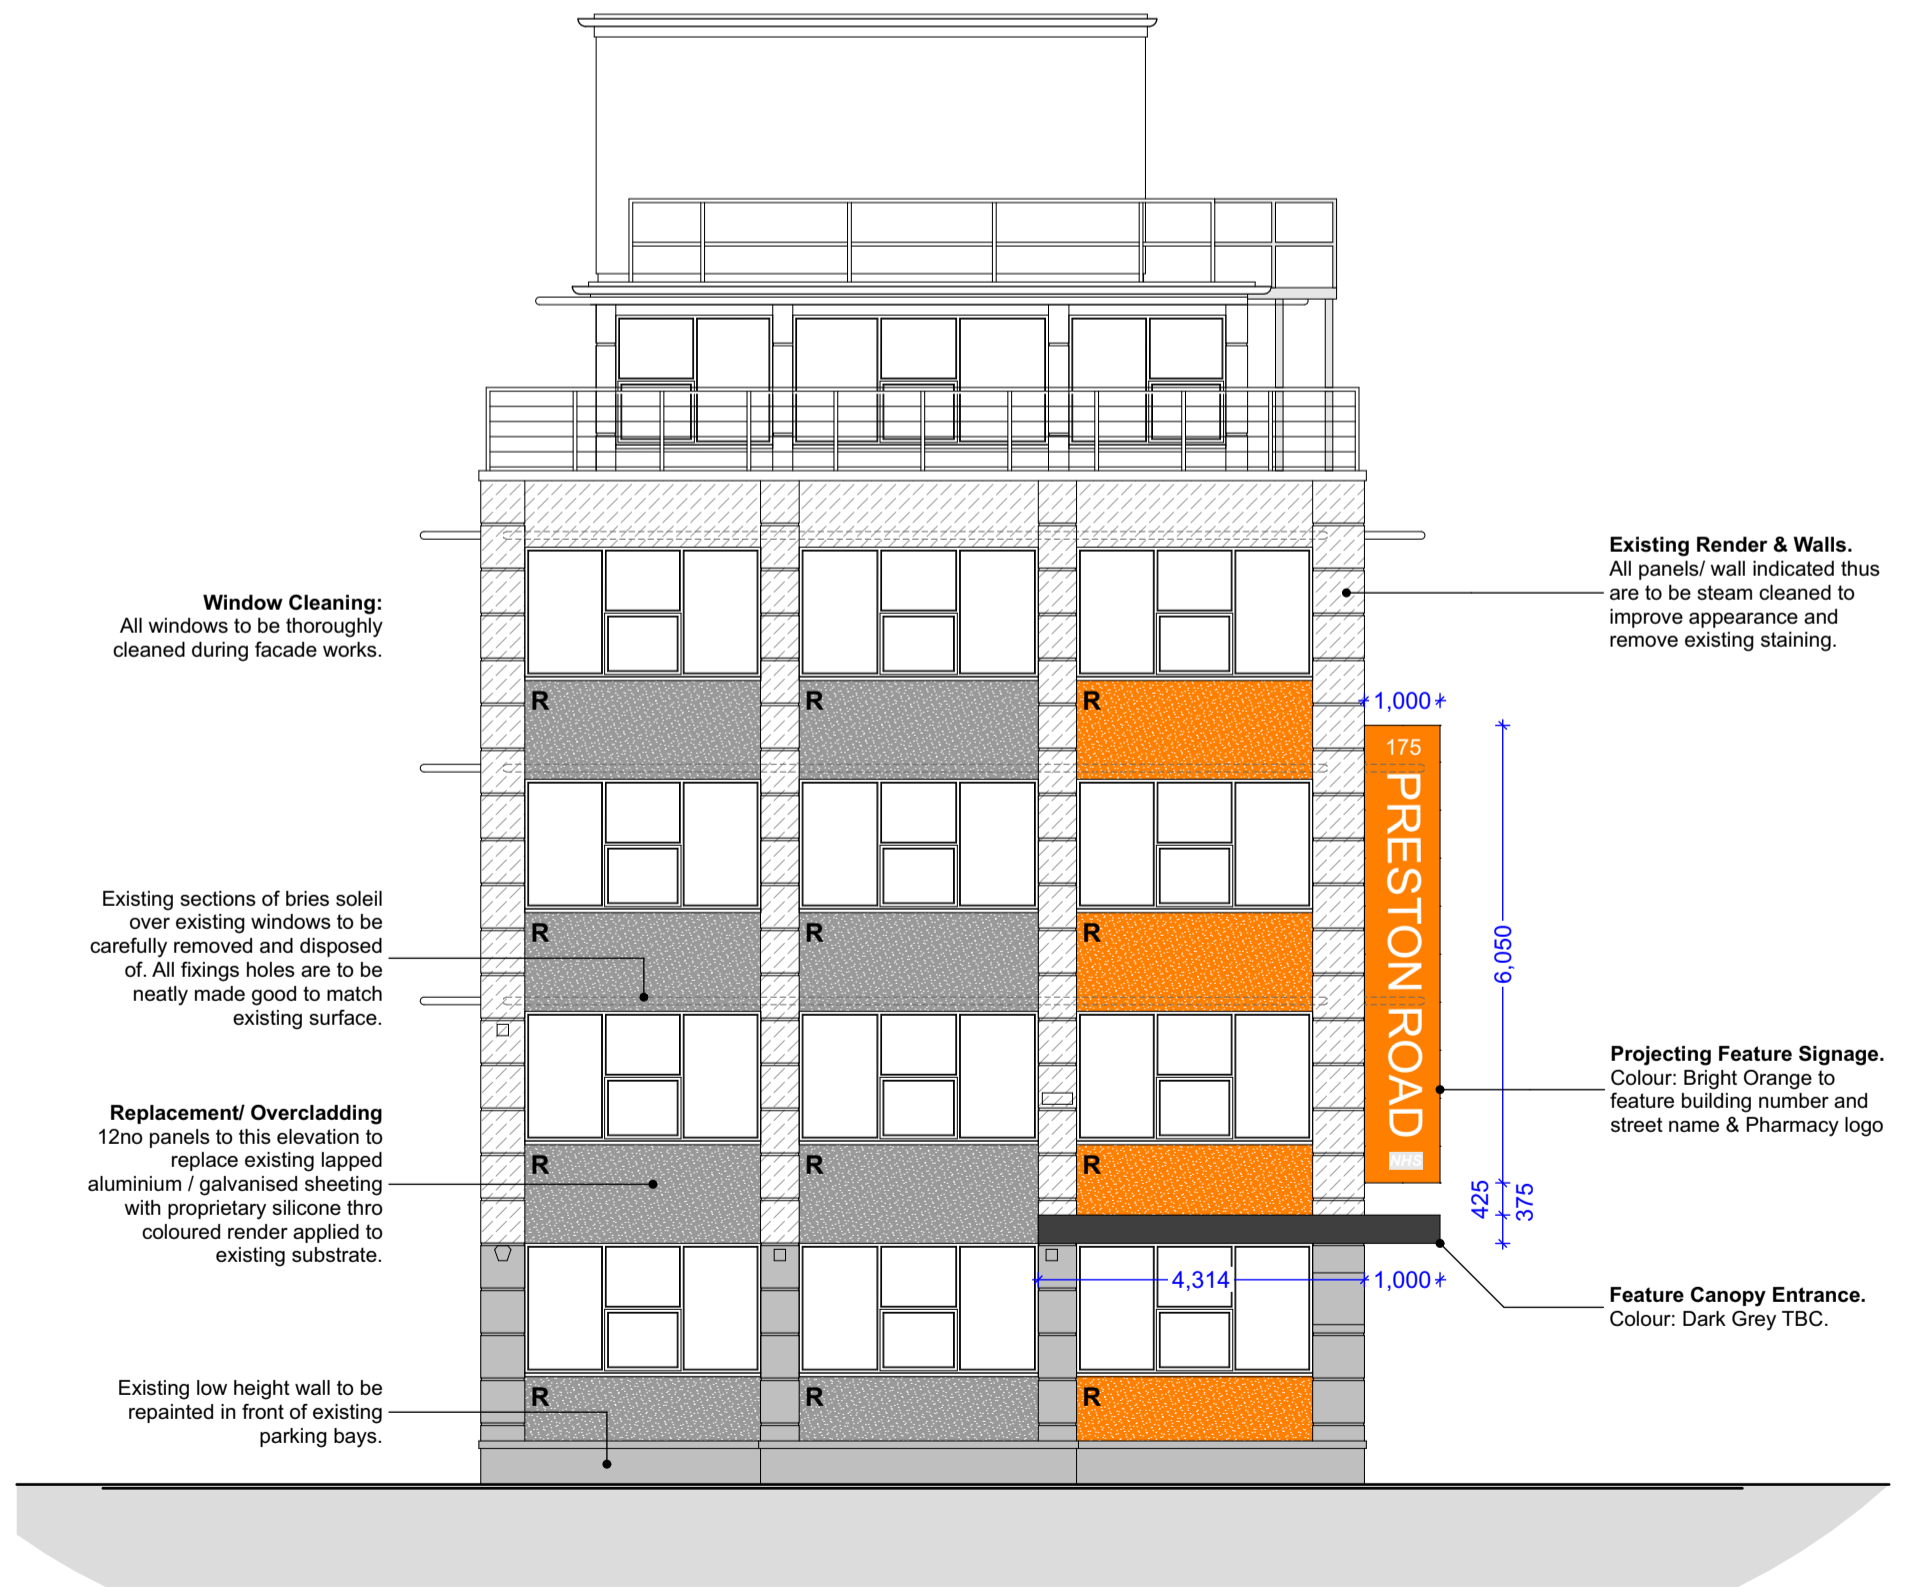 Window Cleaning:
All windows to be thoroughly
cleaned during facade works.
Existing sections of bries soleil
over existing windows to be
carefully removed and disposed
of. All fixings holes are to be
neatly made good to match
existing surface.
Replacement/ Overcladding
12no panels to this elevation to
replace existing lapped
aluminium / galvanised sheeting
with proprietary silicone thro
coloured render applied to
existing substrate.
Existing low height wall to be
repainted in front of existing
parking bays.
R
R
R
R
R
R
R
R
R
R
R
R
4,314
1,000
1,000
175
PRESTON ROAD
NHS
6,050
425
375
Existing Render & Walls.
All panels/ wall indicated thus
are to be steam cleaned to
improve appearance and
remove existing staining.
Projecting Feature Signage.
Colour: Bright Orange to
feature building number and
street name & Pharmacy logo
Feature Canopy Entrance.
Colour: Dark Grey TBC.